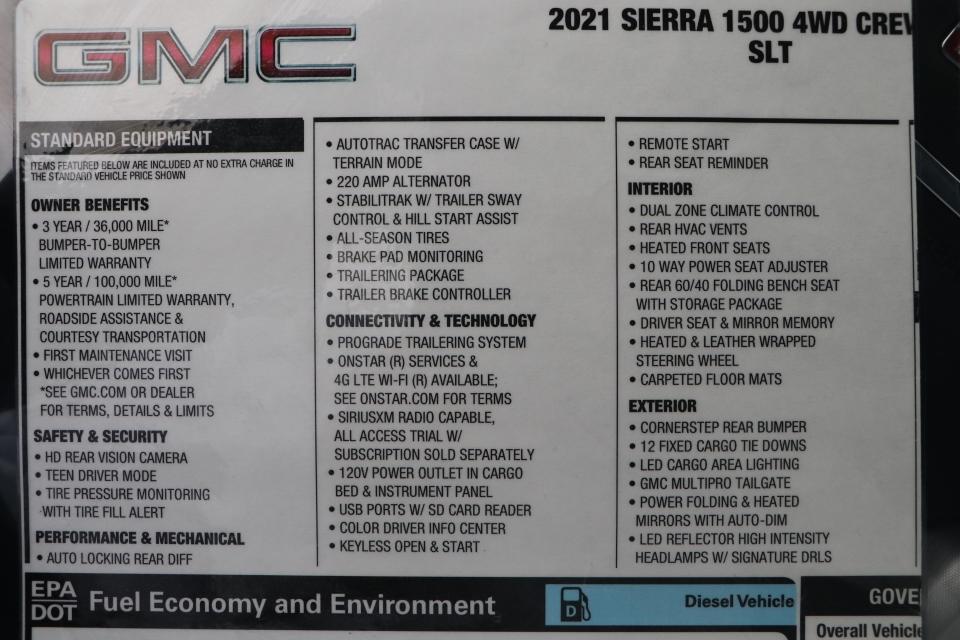 GMC
2021 SIERRA 1500 4WD CREW
SLT
STANDARD EQUIPMENT
ITEMS FEATURED BELOW ARE INCLUDED AT NO EXTRA CHARGE IN
THE STANDARD VEHICLE PRICE SHOWN
OWNER BENEFITS
• 3 YEAR / 36,000 MILE*
BUMPER-TO-BUMPER
LIMITED WARRANTY
• 5 YEAR / 100,000 MILE*
POWERTRAIN LIMITED WARRANTY,
ROADSIDE ASSISTANCE &
COURTESY TRANSPORTATION
• FIRST MAINTENANCE VISIT
• WHICHEVER COMES FIRST
*SEE GMC.COM OR DEALER
FOR TERMS, DETAILS & LIMITS
SAFETY & SECURITY
• HD REAR VISION CAMERA
• TEEN DRIVER MODE
• TIRE PRESSURE MONITORING
WITH TIRE FILL ALERT
PERFORMANCE & MECHANICAL
• AUTO LOCKING REAR DIFF
• AUTOTRAC TRANSFER CASE W/
TERRAIN MODE
• 220 AMP ALTERNATOR
• STABILITRAK W/ TRAILER SWAY
CONTROL & HILL START ASSIST
• ALL-SEASON TIRES
• BRAKE PAD MONITORING
• TRAILERING PACKAGE
• TRAILER BRAKE CONTROLLER
CONNECTIVITY & TECHNOLOGY
• PROGRADE TRAILERING SYSTEM
• ONSTAR (R) SERVICES &
4G LTE WI-FI (R) AVAILABLE;
SEE ONSTAR.COM FOR TERMS
• SIRIUSXM RADIO CAPABLE,
ALL ACCESS TRIAL W/
SUBSCRIPTION SOLD SEPARATELY
• 120V POWER OUTLET IN CARGO
BED & INSTRUMENT PANEL
• USB PORTS W/ SD CARD READER
• COLOR DRIVER INFO CENTER
• KEYLESS OPEN & START
• REMOTE START
• REAR SEAT REMINDER
INTERIOR
• DUAL ZONE CLIMATE CONTROL
• REAR HVAC VENTS
• HEATED FRONT SEATS
• 10 WAY POWER SEAT ADJUSTER
• REAR 60/40 FOLDING BENCH SEAT
WITH STORAGE PACKAGE
• DRIVER SEAT & MIRROR MEMORY
• HEATED & LEATHER WRAPPED
STEERING WHEEL
• CARPETED FLOOR MATS
EXTERIOR
• CORNERSTEP REAR BUMPER
• 12 FIXED CARGO TIE DOWNS
• LED CARGO AREA LIGHTING
• GMC MULTIPRO TAILGATE
• POWER FOLDING & HEATED
MIRRORS WITH AUTO-DIM
• LED REFLECTOR HIGH INTENSITY
HEADLAMPS W/ SIGNATURE DRLS
EPA
DOT
Fuel Economy and Environment
D
Diesel Vehicle
GOVE
Overall Vehicle